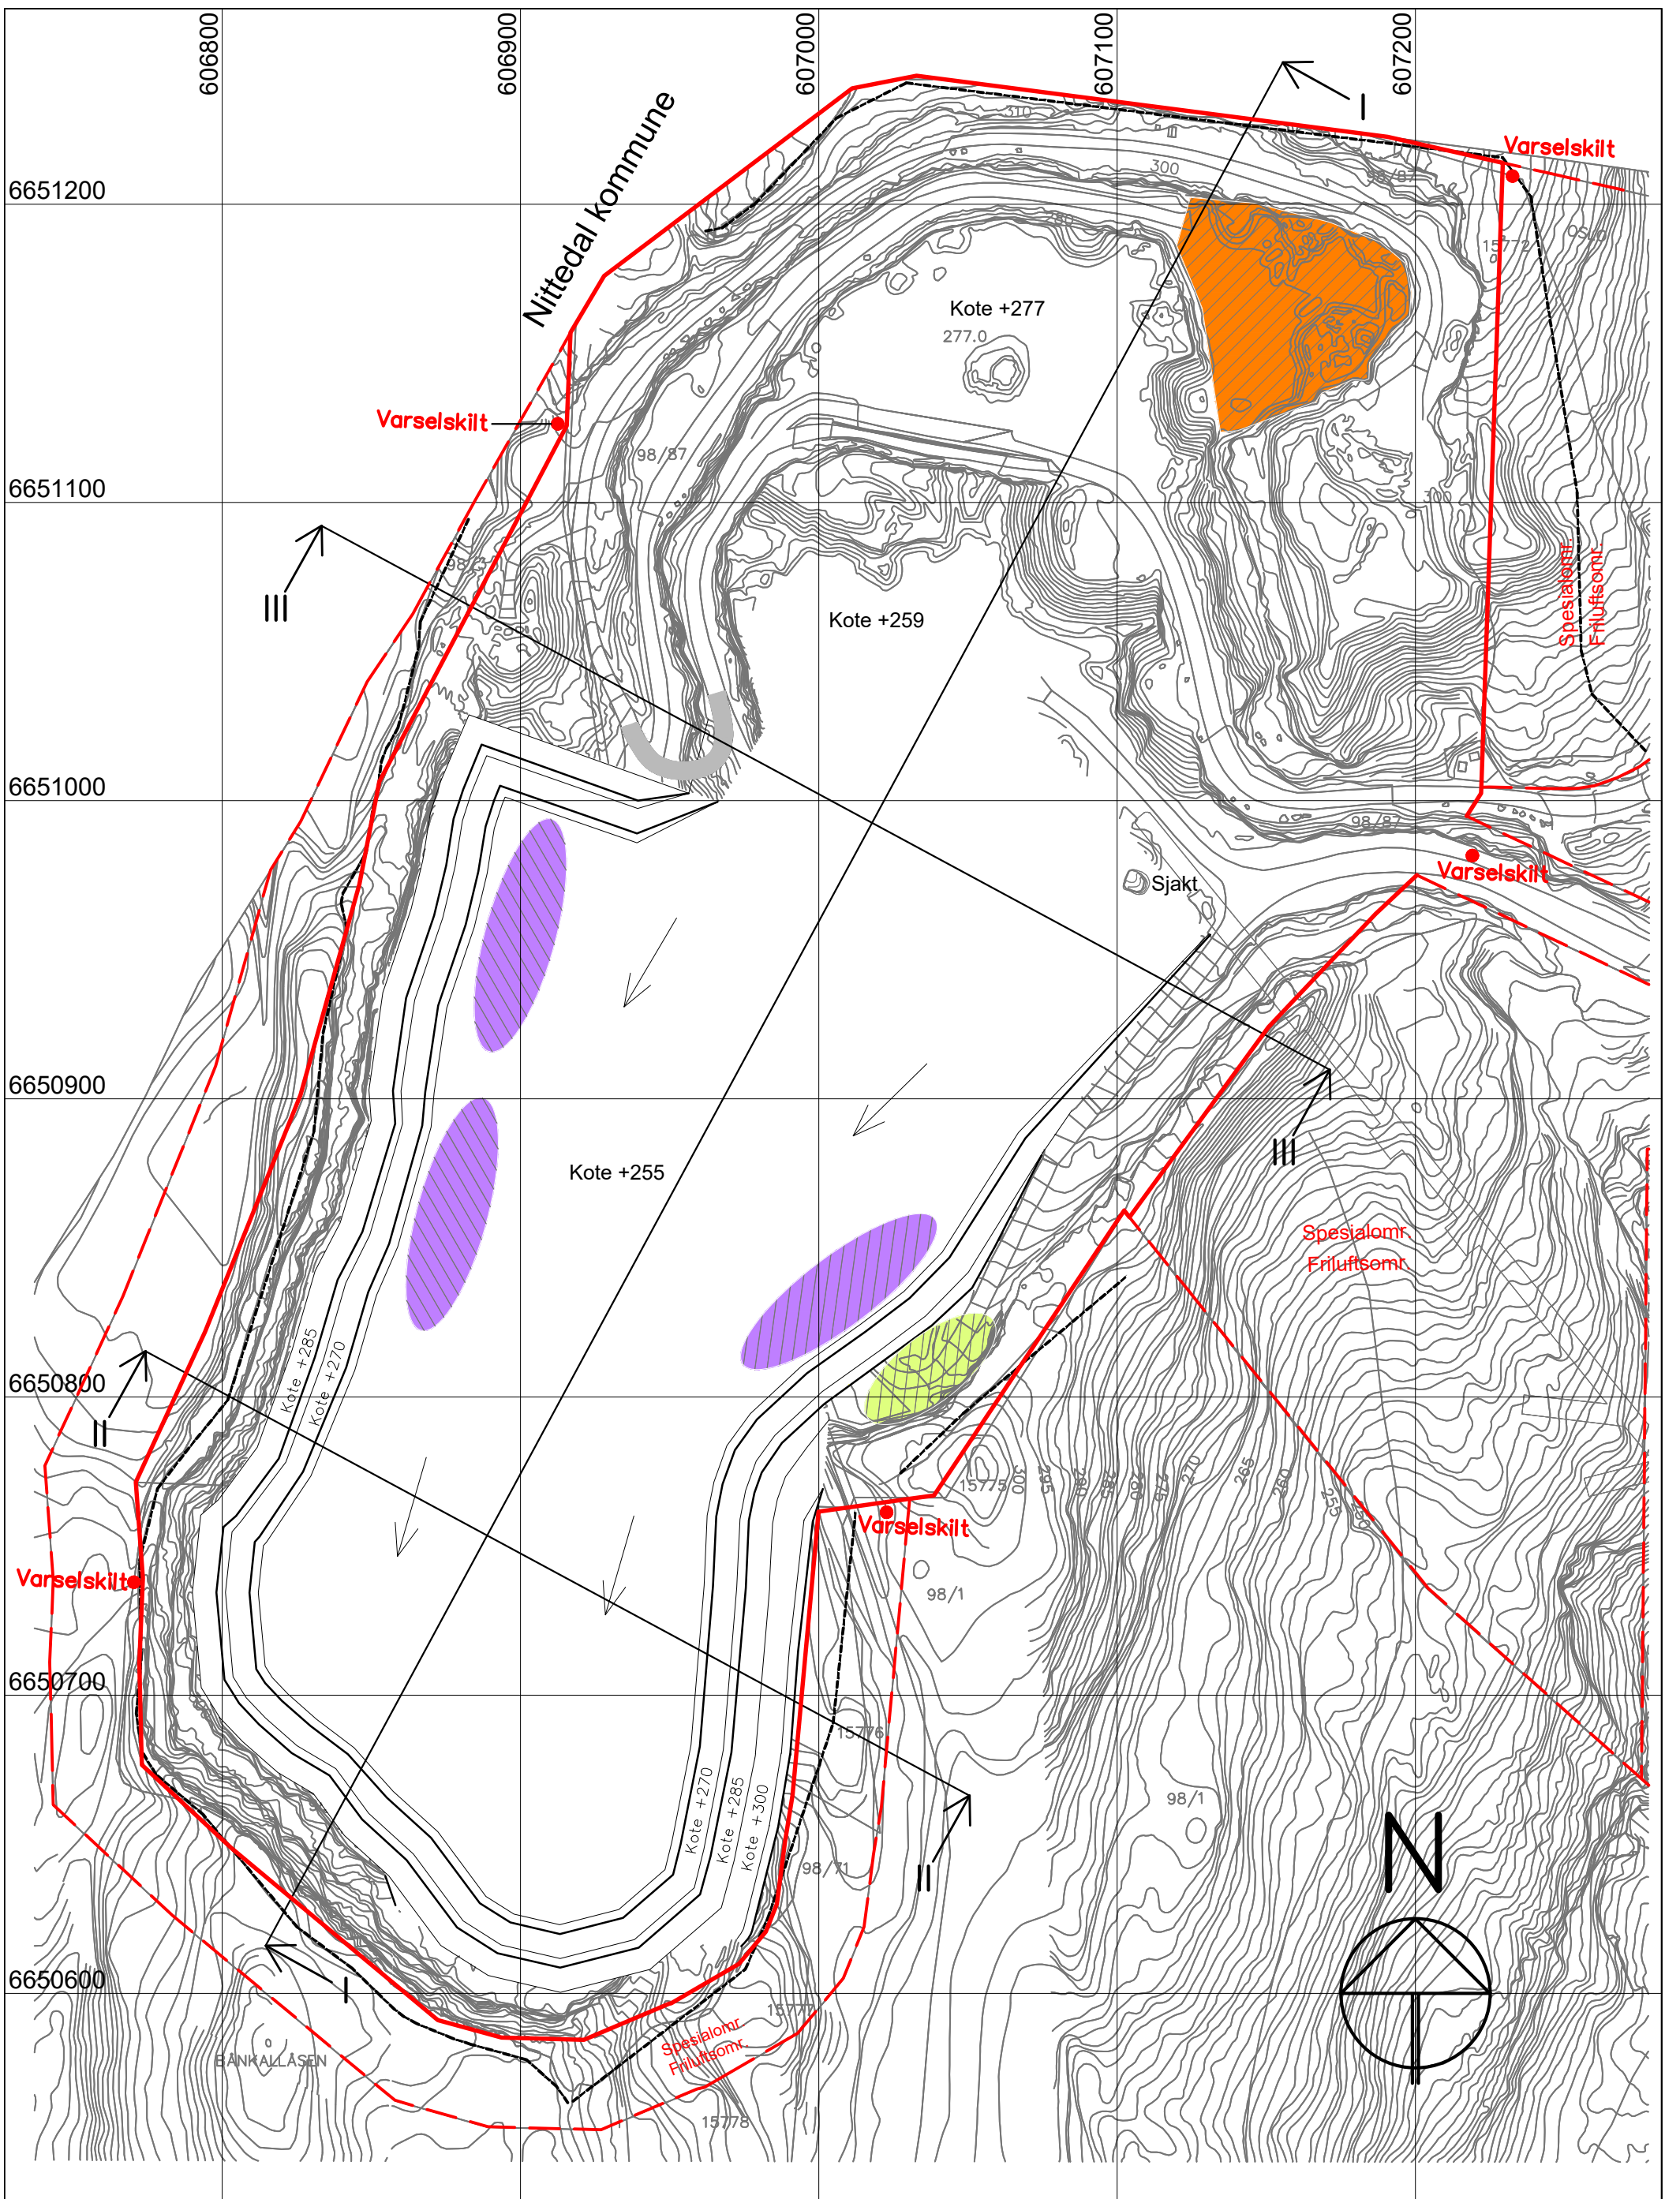 606800
606900
607000
607100
607200
Nittedal kommune
I
Varselskilt
310
300
280
98/87
6651200
OSLO
15772
Kote +277
277.0
Varselskilt
98/87
6651100
300
III
Kote +259
Spesialomr.
Friluftsomr.
6651000
98/87
Varselskilt
Sjakt
6650900
III
Kote +255
Spesialomr.
Friluftsomr.
Kote +285
Kote +270
6650800
II
15775
300
295
290
285
280
275
270
265
260
255
250
Varselskilt
Varselskilt
98/1
6650700
15776
Kote +270
Kote +285
Kote +300
98/1
98/71
II
N
6650600
I
15777
Spesialomr.
Friluftsomr.
BÅNKALLÅSEN
15778